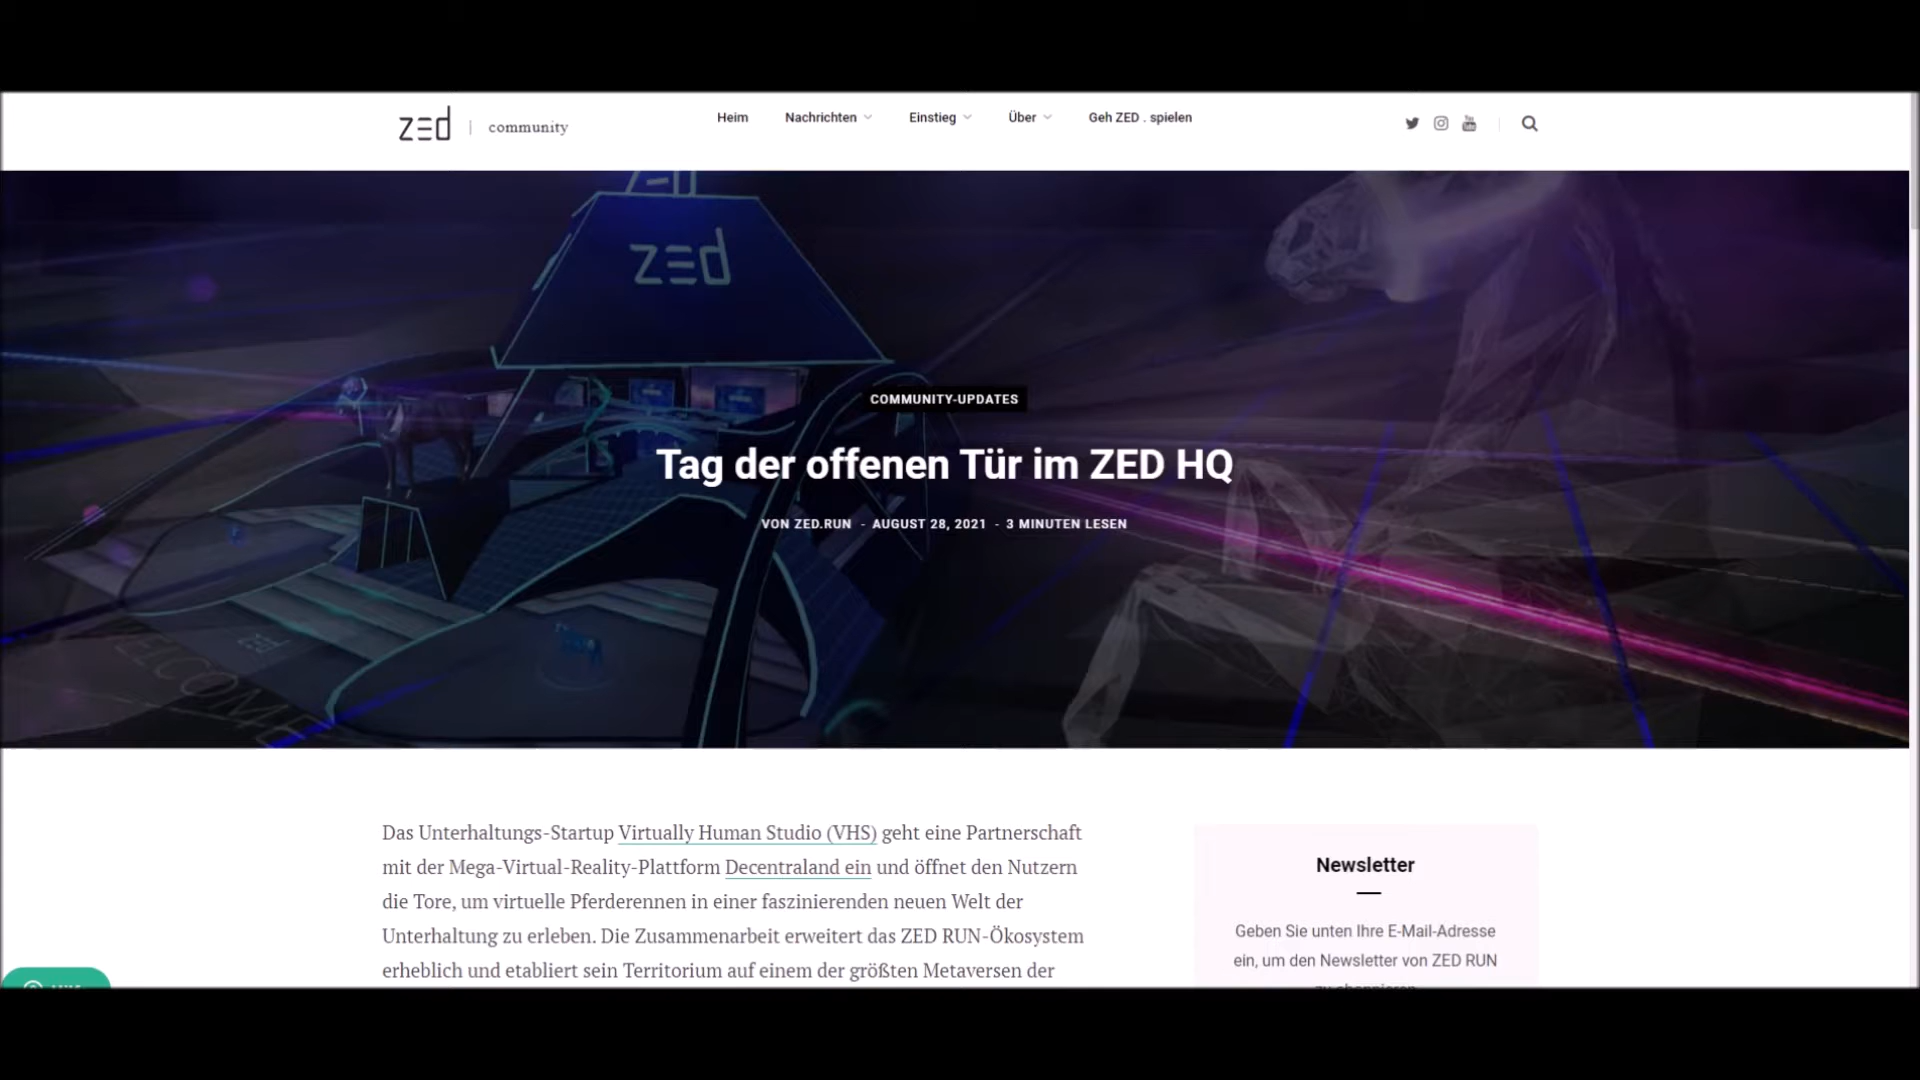 zed | community
Heim Nachrichten Einstieg Über Geh ZED . spielen
zed
COMMUNITY-UPDATES
Tag der offenen Tür im ZED HQ
VON ZED.RUN - AUGUST 28, 2021 - 3 MINUTEN LESEN
zed
WELCOME
Das Unterhaltungs-Startup Virtually Human Studio (VHS) geht eine Partnerschaft
mit der Mega-Virtual-Reality-Plattform Decentraland ein und öffnet den Nutzern
die Tore, um virtuelle Pferderennen in einer faszinierenden neuen Welt der
Unterhaltung zu erleben. Die Zusammenarbeit erweitert das ZED RUN-Ökosystem
erheblich und etabliert sein Territorium auf einem der größten Metaversen der
Newsletter
Geben Sie unten Ihre E-Mail-Adresse
ein, um den Newsletter von ZED RUN
zu abonnieren